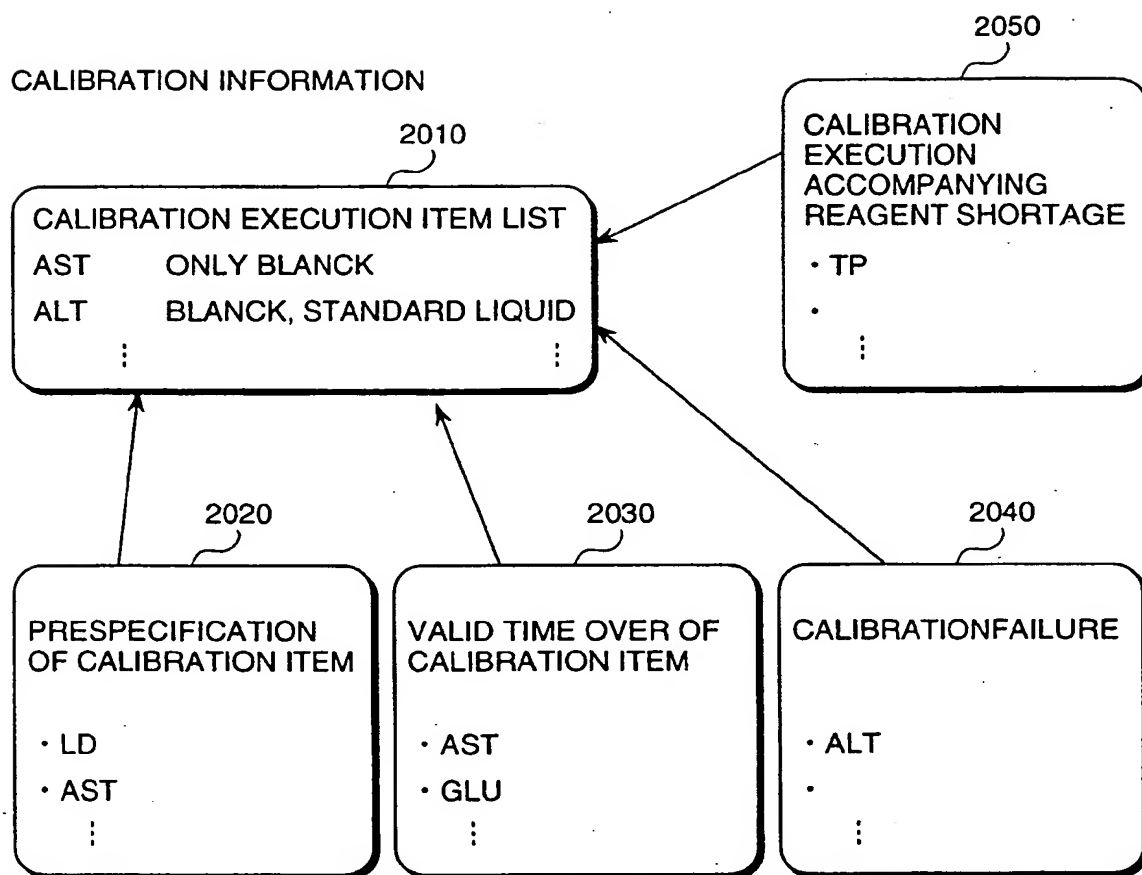 2050
CALIBRATION INFORMATION
CALIBRATION
EXECUTION
ACCOMPANYING
REAGENT SHORTAGE
· TP
·
2010
CALIBRATION EXECUTION ITEM LIST
AST ONLY BLANCK
ALT BLANCK, STANDARD LIQUID
2020
PRESPECIFICATION
OF CALIBRATION ITEM
· LD
· AST
2030
VALID TIME OVER OF
CALIBRATION ITEM
· AST
· GLU
2040
CALIBRATIONFAILURE
· ALT
·